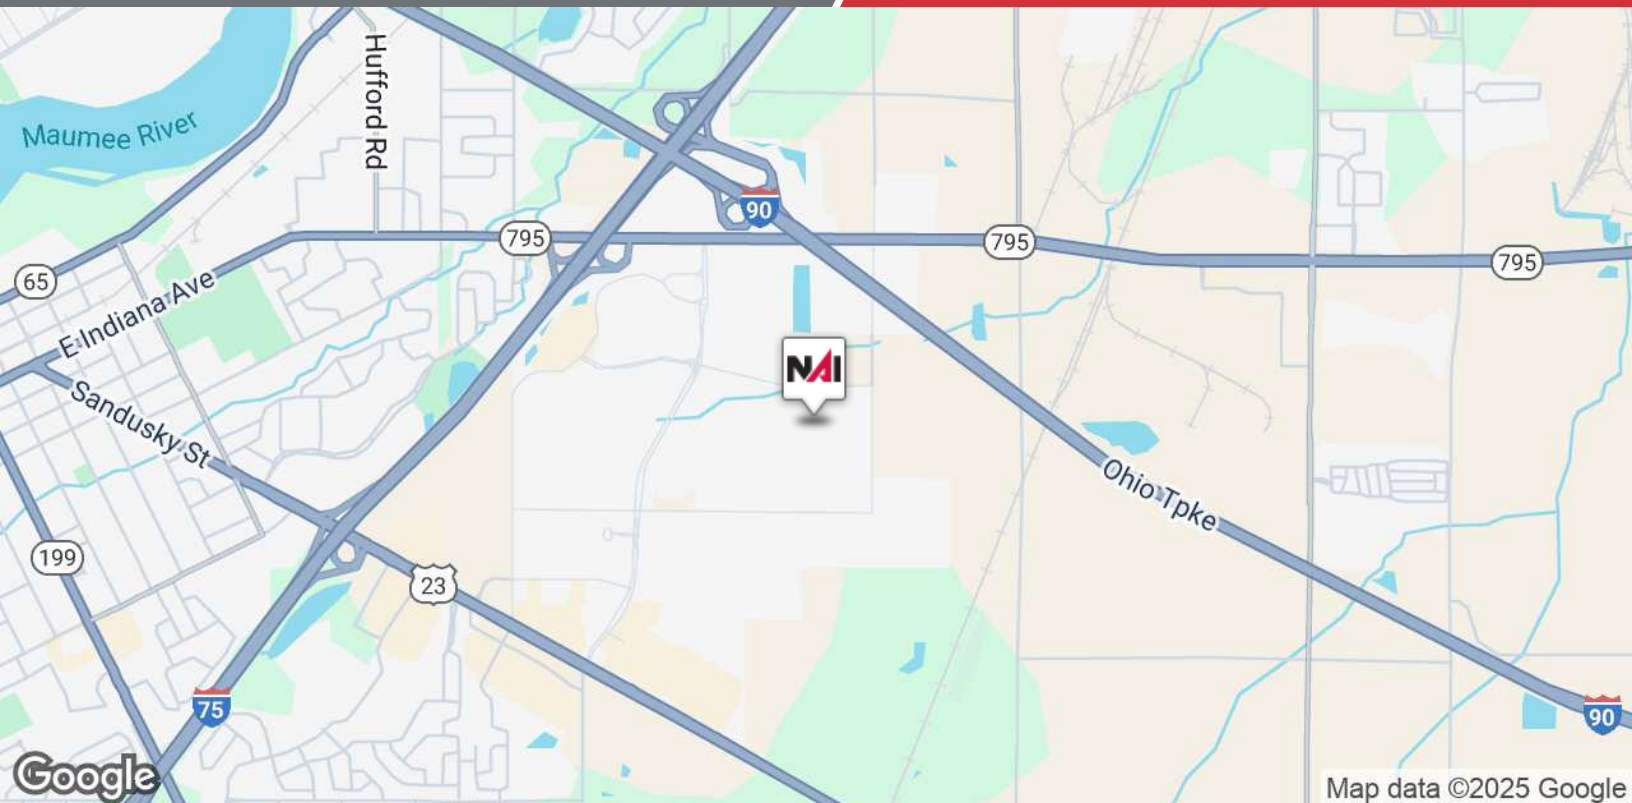 Hufford Rd
Maumee River
90
795
795
795
65
E Indiana Ave
NAI
Sandusky St
Ohio Tpke
199
23
75
90
Google
Map data ©2025 Google